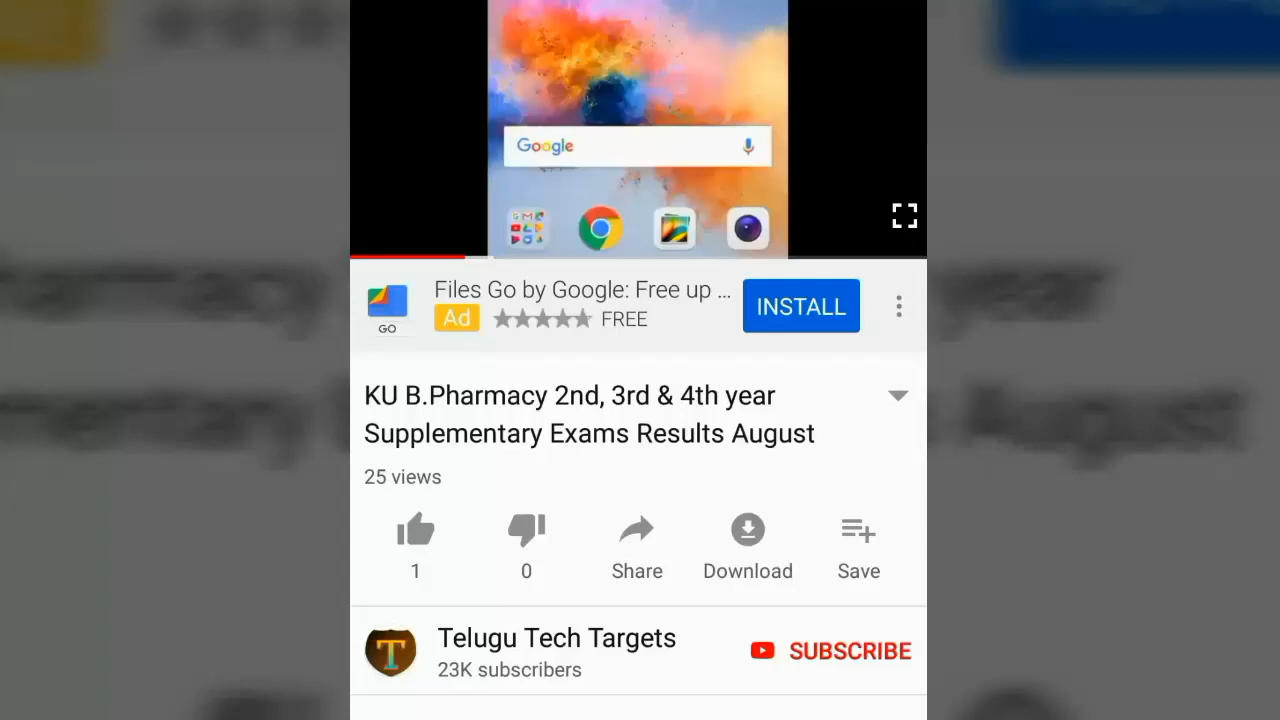 Google
Files Go by Google: Free up ...
GO
Ad
FREE
INSTALL
KU B.Pharmacy 2nd, 3rd & 4th year
Supplementary Exams Results August
25 views
1
0
Share
Download
Save
T
Telugu Tech Targets
23K subscribers
SUBSCRIBE